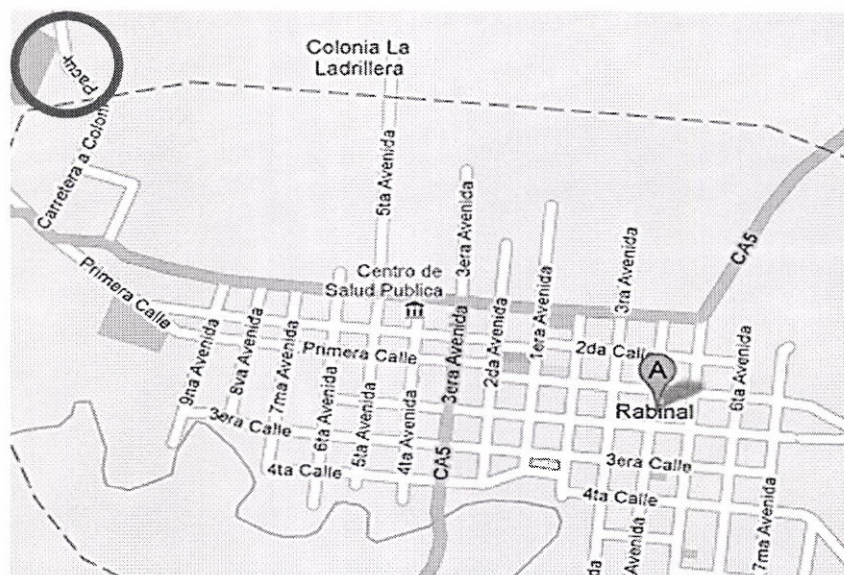 Colonia La
Ladrillera
Pacux
Carretera a Colon
5ta Avenida
3era Avenida
3ra Avenida
CA5
Primera Calle
Centro de
Salud Publica
1era Avenida
2da Avenida
3era Avenida
2da Calle
A
Rabinal
6ta Avenida
9na Avenida
8va Avenida
7ma Avenida
Primera Calle
3era Calle
6ta Avenida
5ta Avenida
4ta Avenida
CA5
4ta Calle
3era Calle
4ta Calle
da
Avenida
7ma Avenida